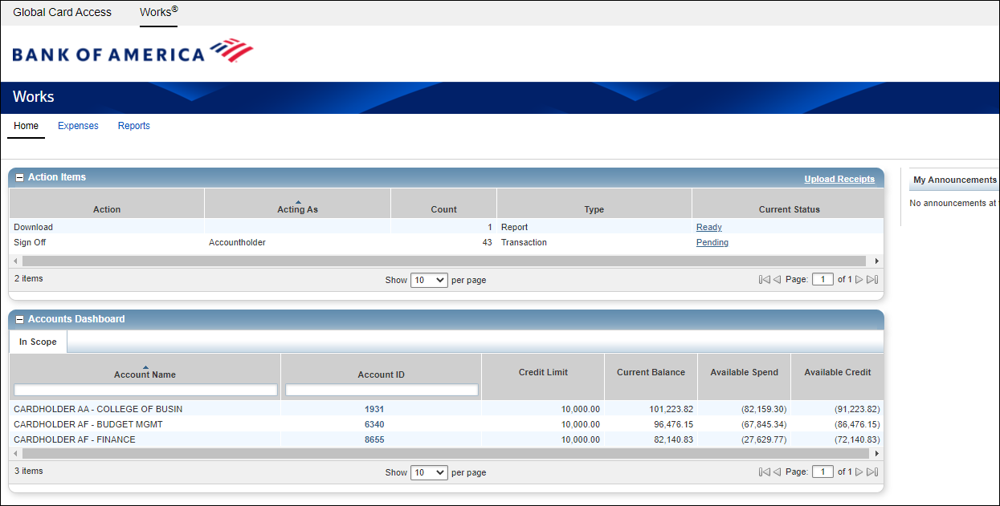 Global Card Access Works®
BANK OF AMERICA
Works
Home Expenses Reports
Action Items Upload Receipts
Action Acting As Count Type Current Status
Download 1 Report Ready
Sign Off Accountholder 43 Transaction Pending
2 items Show 10 per page Page: 1 of 1
My Announcements
No announcements at
Accounts Dashboard
In Scope
Account Name Account ID Credit Limit Current Balance Available Spend Available Credit
CARDHOLDER AA - COLLEGE OF BUSIN 1931 10,000.00 101,223.82 (82,159.30) (91,223.82)
CARDHOLDER AF - BUDGET MGMT 6340 10,000.00 96,476.15 (67,845.34) (86,476.15)
CARDHOLDER AF - FINANCE 8655 10,000.00 82,140.83 (27,629.77) (72,140.83)
3 items Show 10 per page Page: 1 of 1